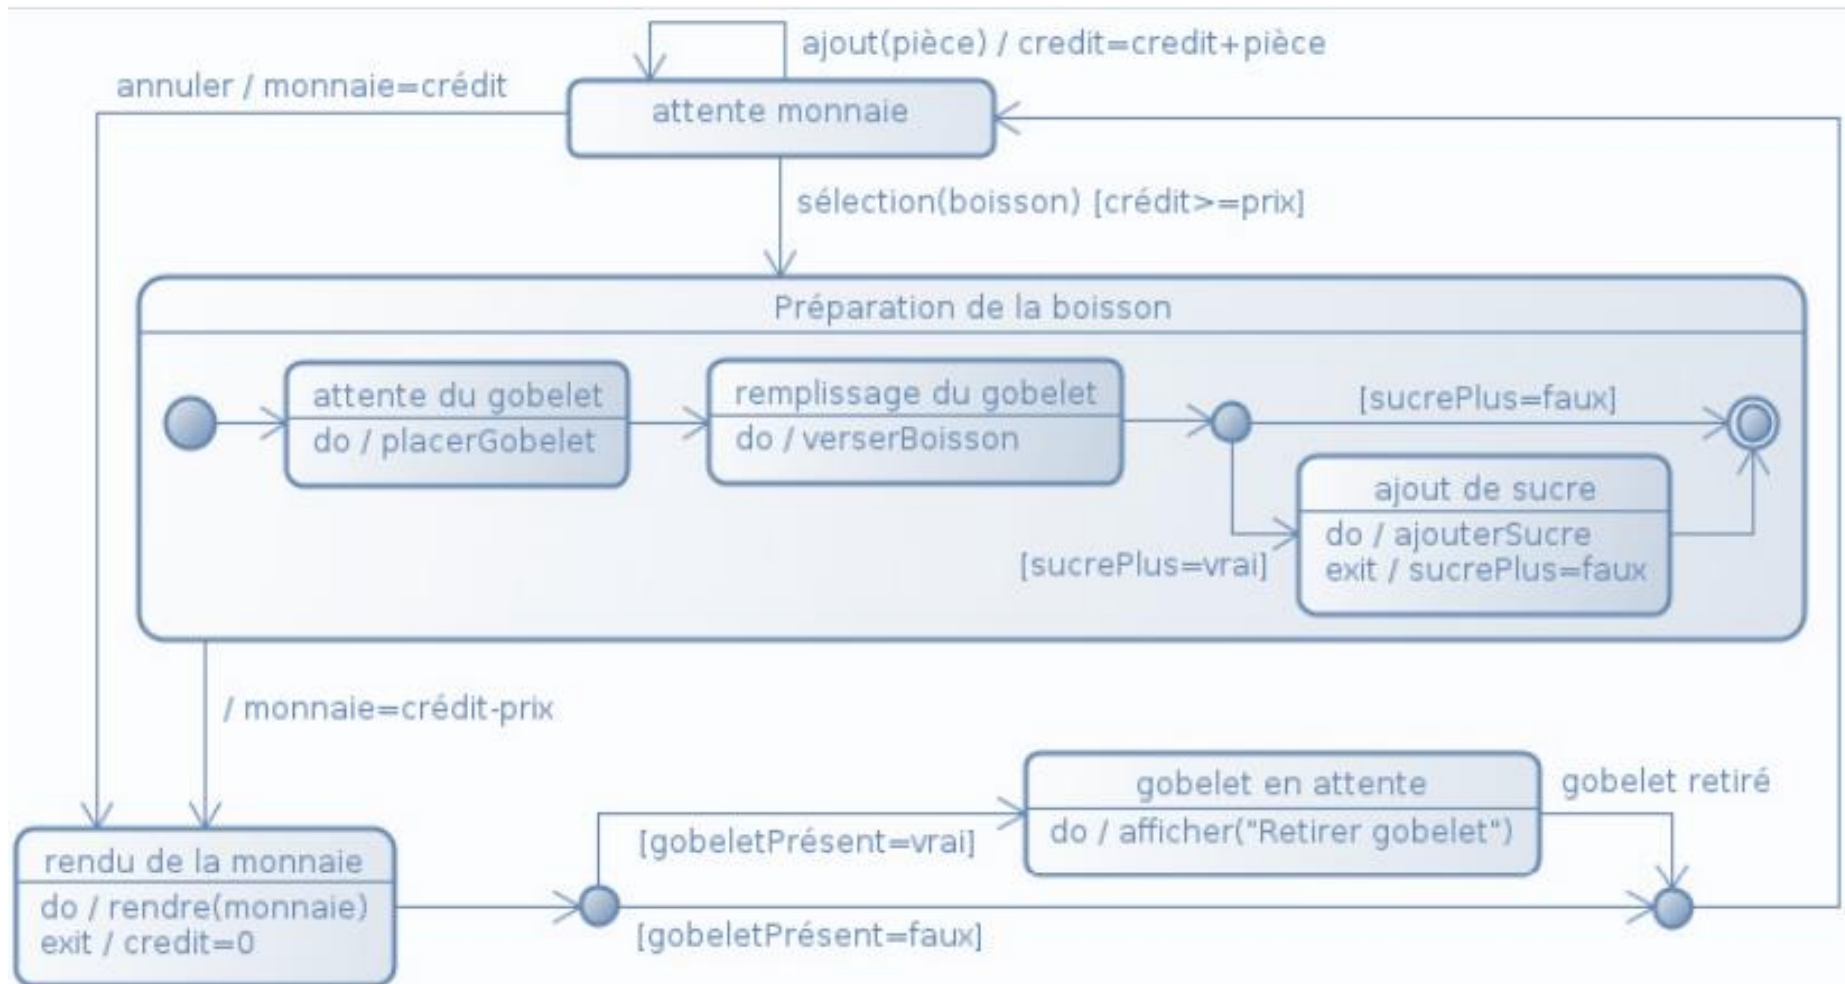 ajout(pièce) / credit=credit+pièce
annuler / monnaie=crédit
attente monnaie
sélection(boisson) [crédit>=prix]
Préparation de la boisson
attente du gobelet
do / placerGobelet
remplissage du gobelet
do / verserBoisson
[sucrePlus=faux]
ajout de sucre
do / ajouterSucre
exit / sucrePlus=faux
[sucrePlus=vrai]
/ monnaie=crédit-prix
gobelet en attente
do / afficher("Retirer gobelet")
gobelet retiré
[gobeletPrésent=vrai]
rendu de la monnaie
do / rendre(monnaie)
exit / credit=0
[gobeletPrésent=faux]